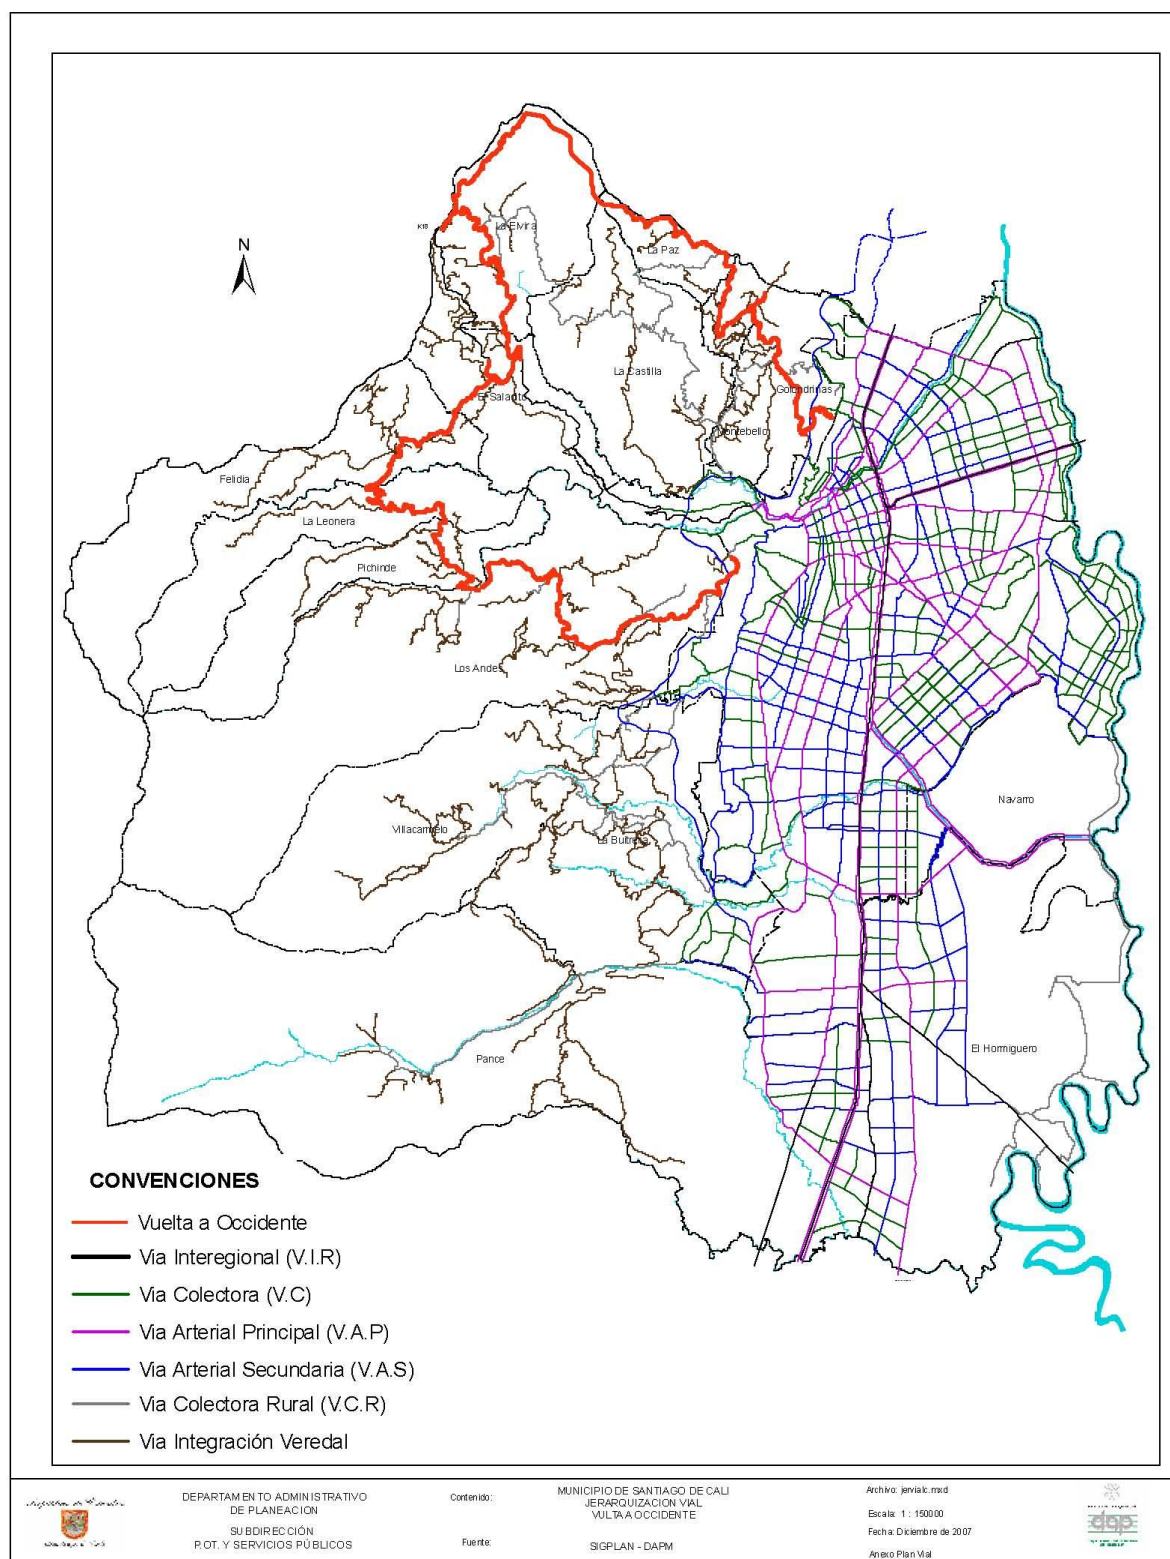 N
K18
La Elvira
La Paz
La Castilla
Golondrinas
El Saladito
Montebello
Felidia
La Leonera
Pichinde
Los Andes
Navarro
Villacarmelo
La Buitrera
El Hormiguero
Pance
CONVENCIONES
Vuelta a Occidente
Via Interegional (V.I.R)
Via Colectora (V.C)
Via Arterial Principal (V.A.P)
Via Arterial Secundaria (V.A.S)
Via Colectora Rural (V.C.R)
Via Integración Veredal
DEPARTAMENTO ADMINISTRATIVO
DE PLANEACION
SUBDIRECCIÓN
P.OT. Y SERVICIOS PÚBLICOS
Contenido:
MUNICIPIO DE SANTIAGO DE CALI
JERARQUIZACION VIAL
VULTA A OCCIDENTE
Fuente:
SIGPLAN - DAPM
Archivo: jervialc.mxd
Escala: 1 : 150000
Fecha: Diciembre de 2007
Anexo Plan Vial
dap